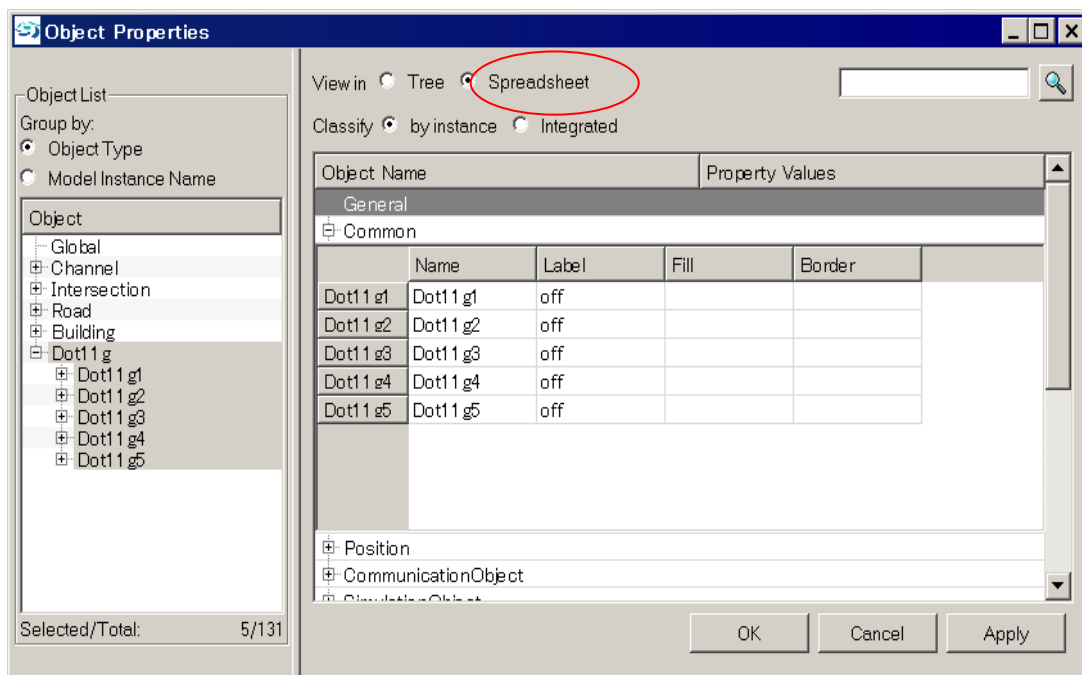 Object Properties
Object List
Group by:
Object Type
Model Instance Name
Object
Global
Channel
Intersection
Road
Building
Dot11g
Dot11g1
Dot11g2
Dot11g3
Dot11g4
Dot11g5
Selected/Total: 5/131
View in Tree Spreadsheet
Classify by instance Integrated
Object Name Property Values
General
Common
Name Label Fill Border
Dot11g1 Dot11g1 off
Dot11g2 Dot11g2 off
Dot11g3 Dot11g3 off
Dot11g4 Dot11g4 off
Dot11g5 Dot11g5 off
Position
CommunicationObject
SimulationObject
OK Cancel Apply